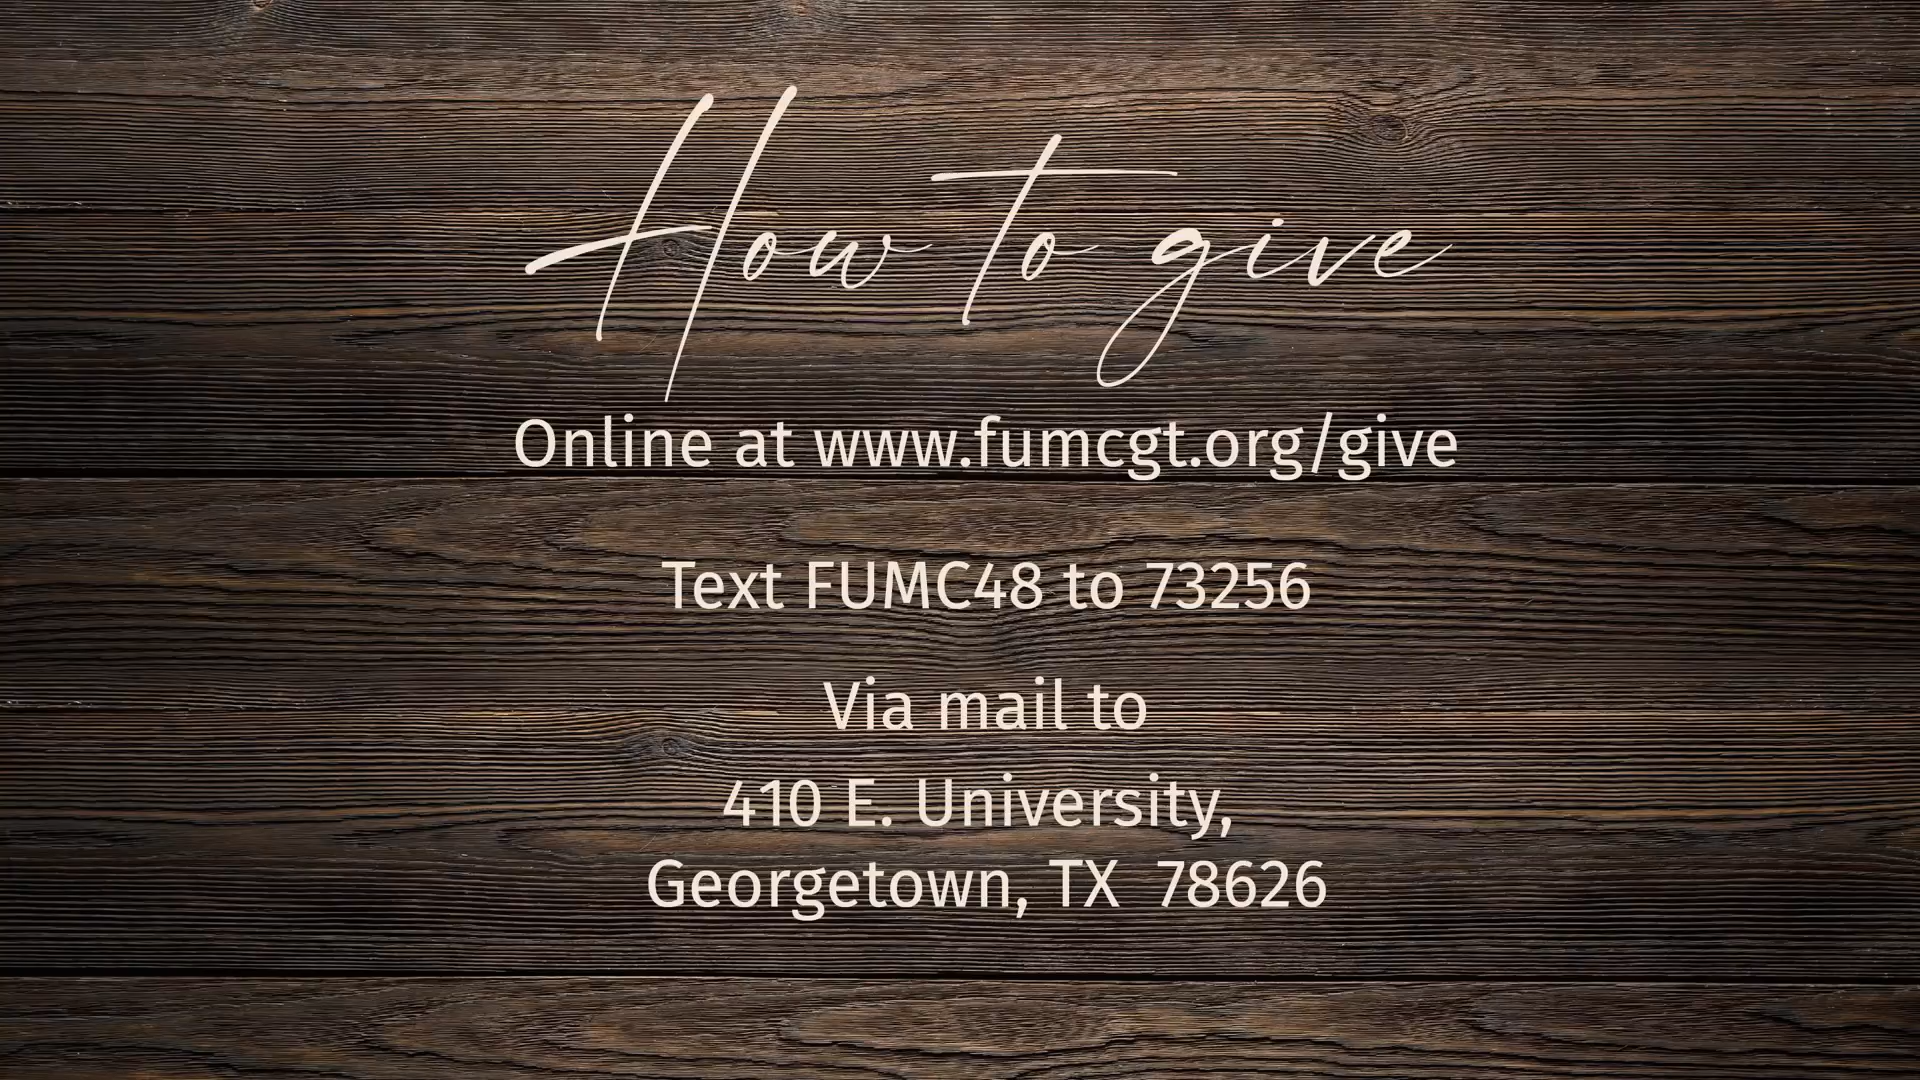 How to give
Online at www.fumcgt.org/give
Text FUMC48 to 73256
Via mail to
410 E. University,
Georgetown, TX  78626